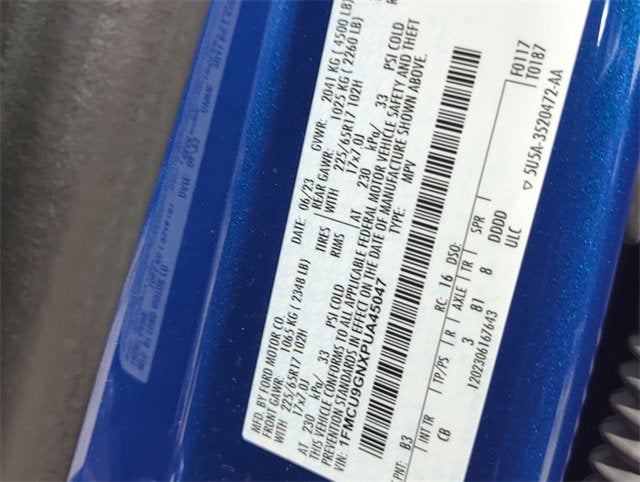 MFD. BY FORD MOTOR CO. DATE: 06/23 GVWR: 2041 KG ( 4500 LB)
FRONT GAWR: 1065 KG ( 2348 LB) REAR GAWR: 1025 KG ( 2260 LB)
WITH 225/65R17 102H TIRES WITH 225/65R17 102H
17x7.0J RIMS 17x7.0J
AT 230 kPa/ 33 PSI COLD AT 230 kPa/ 33 PSI COLD
THIS VEHICLE CONFORMS TO ALL APPLICABLE FEDERAL MOTOR VEHICLE SAFETY AND THEFT
PREVENTION STANDARDS IN EFFECT ON THE DATE OF MANUFACTURE SHOWN ABOVE.
VIN: 1FMCU9GNXPUA45047 TYPE: MPV
F0117
T0187
PNT: B3 RC: 16 DSO:
INT TR TP/PS R AXLE TR SPR
CB 3 B1 8 DDDD
1202306167643 ULC
▽ 5U5A-3520472-AA